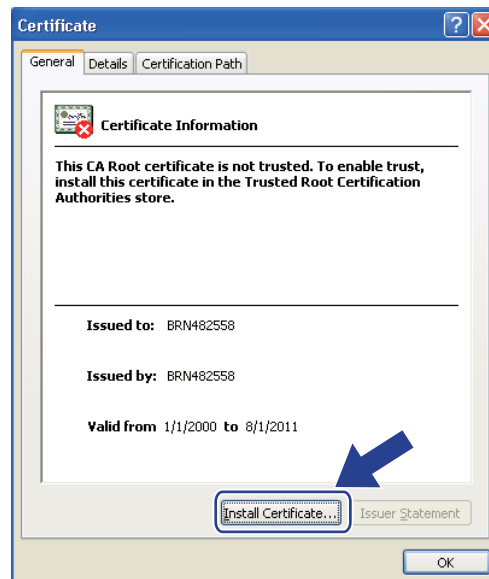 Certificate
General Details Certification Path
Certificate Information
This CA Root certificate is not trusted. To enable trust,
install this certificate in the Trusted Root Certification
Authorities store.
Issued to: BRN482558
Issued by: BRN482558
Valid from 1/1/2000 to 8/1/2011
Install Certificate... Issuer Statement
OK